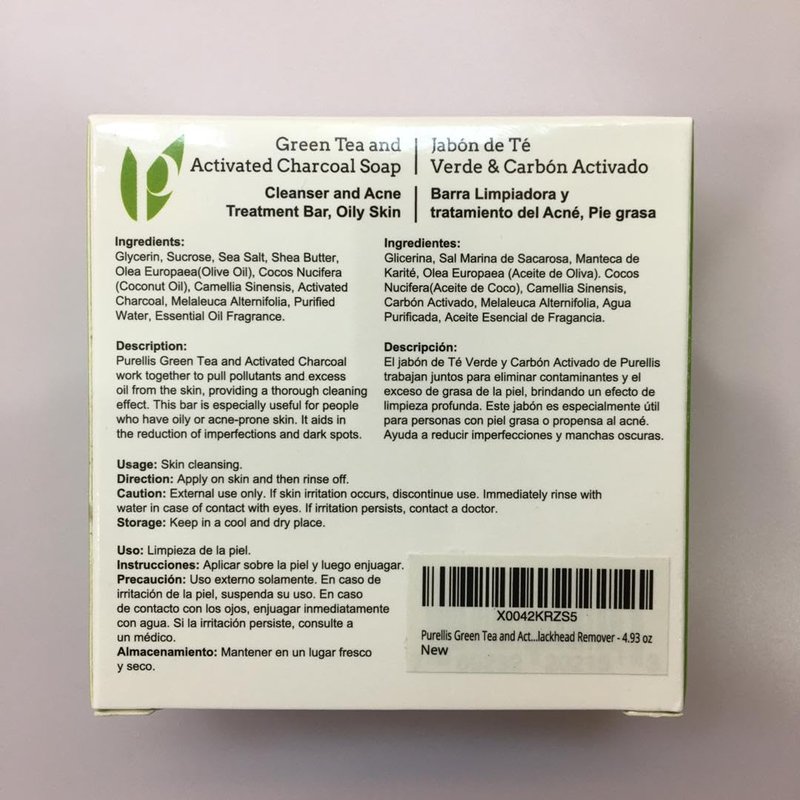 Green Tea and
Activated Charcoal Soap
Cleanser and Acne
Treatment Bar, Oily Skin
Jabón de Té
Verde & Carbón Activado
Barra Limpiadora y
tratamiento del Acné, Pie grasa
Ingredients:
Glycerin, Sucrose, Sea Salt, Shea Butter,
Olea Europaea(Olive Oil), Cocos Nucifera
(Coconut Oil), Camellia Sinensis, Activated
Charcoal, Melaleuca Alternifolia, Purified
Water, Essential Oil Fragrance.
Ingredientes:
Glicerina, Sal Marina de Sacarosa, Manteca de
Karité, Olea Europaea (Aceite de Oliva). Cocos
Nucifera(Aceite de Coco), Camellia Sinensis,
Carbón Activado, Melaleuca Alternifolia, Agua
Purificada, Aceite Esencial de Fragancia.
Description:
Purellis Green Tea and Activated Charcoal
work together to pull pollutants and excess
oil from the skin, providing a thorough cleaning
effect. This bar is especially useful for people
who have oily or acne-prone skin. It aids in
the reduction of imperfections and dark spots.
Descripción:
El jabón de Té Verde y Carbón Activado de Purellis
trabajan juntos para eliminar contaminantes y el
exceso de grasa de la piel, brindando un efecto de
limpieza profunda. Este jabón es especialmente útil
para personas con piel grasa o propensa al acné.
Ayuda a reducir imperfecciones y manchas oscuras.
Usage: Skin cleansing.
Direction: Apply on skin and then rinse off.
Caution: External use only. If skin irritation occurs, discontinue use. Immediately rinse with
water in case of contact with eyes. If irritation persists, contact a doctor.
Storage: Keep in a cool and dry place.
Uso: Limpieza de la piel.
Instrucciones: Aplicar sobre la piel y luego enjuagar.
Precaución: Uso externo solamente. En caso de
irritación de la piel, suspenda su uso. En caso
de contacto con los ojos, enjuagar inmediatamente
con agua. Si la irritación persiste, consulte a
un médico.
Almacenamiento: Mantener en un lugar fresco
y seco.
X0042KRZS5
Purellis Green Tea and Act...lackhead Remover - 4.93 oz
New